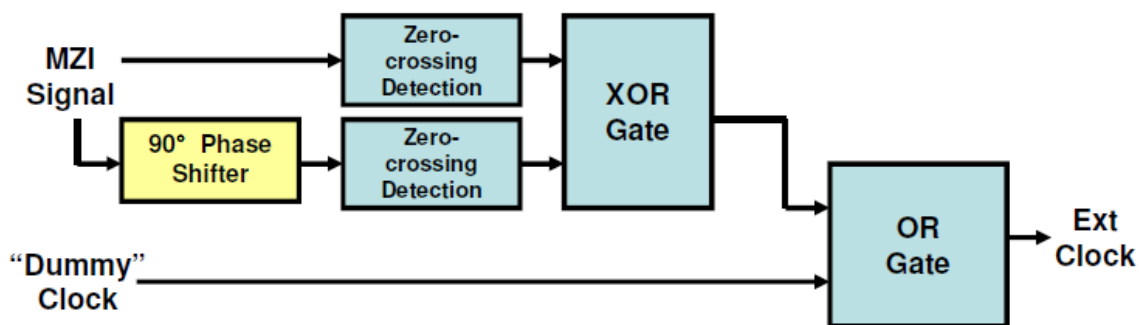 MZI
Signal
Zero-
crossing
Detection
90° Phase
Shifter
Zero-
crossing
Detection
XOR
Gate
"Dummy"
Clock
OR
Gate
Ext
Clock